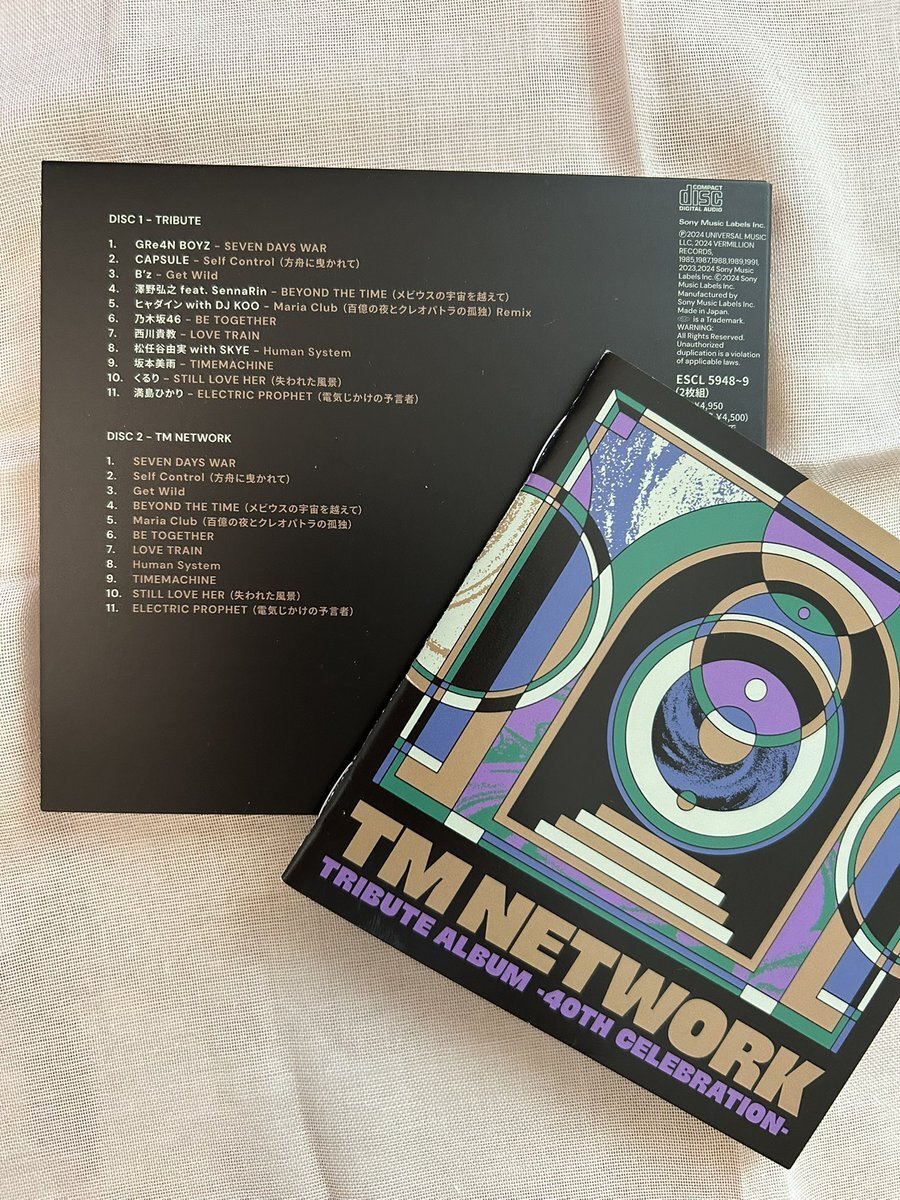 DISC 1 – TRIBUTE
1. GRe4N BOYZ – SEVEN DAYS WAR
2. CAPSULE – Self Control (方舟に曳かれて)
3. B'z – Get Wild
4. 澤野弘之 feat. SennaRin – BEYOND THE TIME (メビウスの宇宙を越えて)
5. ヒャダイン with DJ KOO – Maria Club (百億の夜とクレオパトラの孤独) Remix
6. 乃木坂46 – BE TOGETHER
7. 西川貴教 – LOVE TRAIN
8. 松任谷由実 with SKYE – Human System
9. 坂本美雨 – TIMEMACHINE
10. くるり – STILL LOVE HER (失われた風景)
11. 満島ひかり – ELECTRIC PROPHET (電気じかけの予言者)
DISC 2 – TM NETWORK
1. SEVEN DAYS WAR
2. Self Control (方舟に曳かれて)
3. Get Wild
4. BEYOND THE TIME (メビウスの宇宙を越えて)
5. Maria Club (百億の夜とクレオパトラの孤独)
6. BE TOGETHER
7. LOVE TRAIN
8. Human System
9. TIMEMACHINE
10. STILL LOVE HER (失われた風景)
11. ELECTRIC PROPHET (電気じかけの予言者)
COMPACT
disc
DIGITAL AUDIO
Sony Music Labels Inc.
Ⓟ2024 UNIVERSAL MUSIC
LLC, 2024 VERMILLION
RECORDS,
1985,1987,1988,1989,1991,
2023,2024 Sony Music
Labels Inc. Ⓒ2024 Sony
Music Labels Inc.
Manufactured by
Sony Music Labels Inc.
Made in Japan.
is a Trademark.
WARNING:
All Rights Reserved.
Unauthorized
duplication is a violation
of applicable laws.
ESCL 5948~9
(2枚組)
¥4,950
¥4,500)
TM NETWORK
TRIBUTE ALBUM -40TH CELEBRATION-